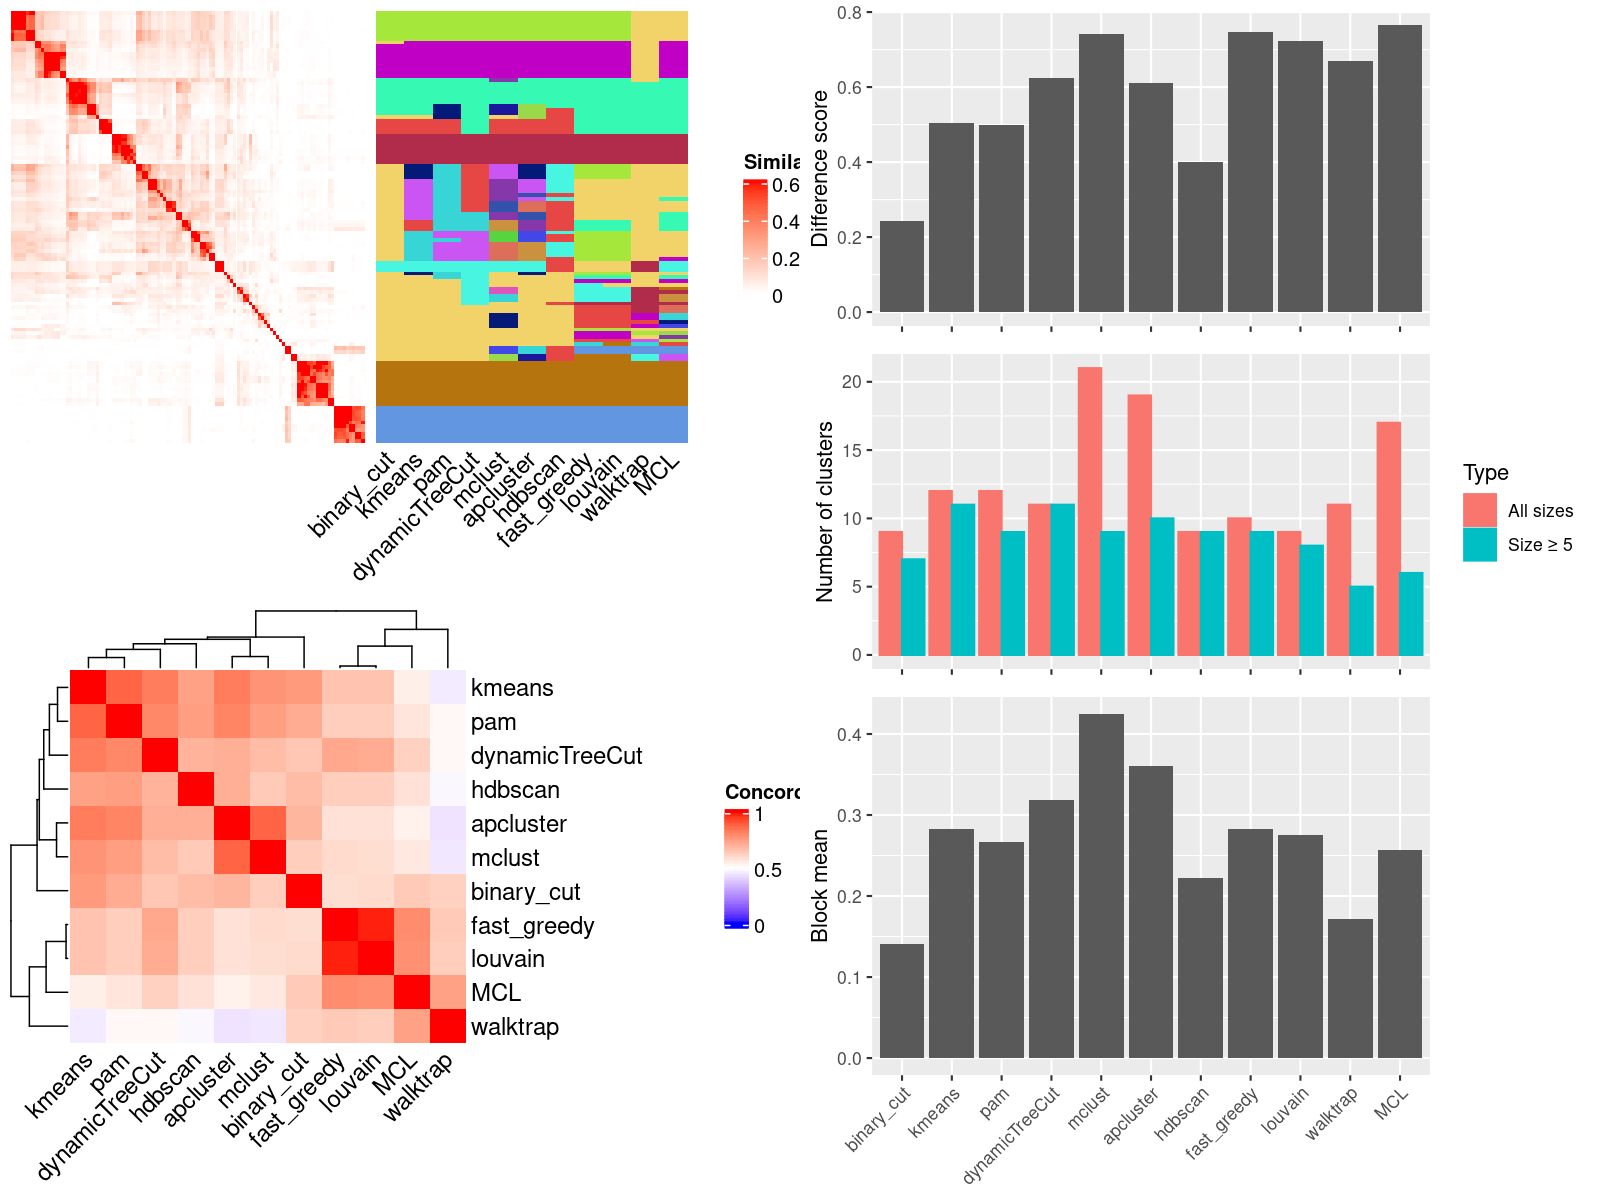 Simila
0.6
0.4
0.2
0
binary_cut
kmeans
pam
dynamicTreeCut
mclust
apcluster
hdbscan
fast_greedy
louvain
walktrap
MCL
kmeans
pam
dynamicTreeCut
hdbscan
apcluster
mclust
binary_cut
fast_greedy
louvain
MCL
walktrap
Concord
1
0.5
0
kmeans
pam
dynamicTreeCut
hdbscan
apcluster
mclust
binary_cut
fast_greedy
louvain
MCL
walktrap
Difference score
0.8
0.6
0.4
0.2
0.0
Number of clusters
20
15
10
5
0
Type
All sizes
Size ≥ 5
Block mean
0.4
0.3
0.2
0.1
0.0
binary_cut
kmeans
pam
dynamicTreeCut
mclust
apcluster
hdbscan
fast_greedy
louvain
walktrap
MCL